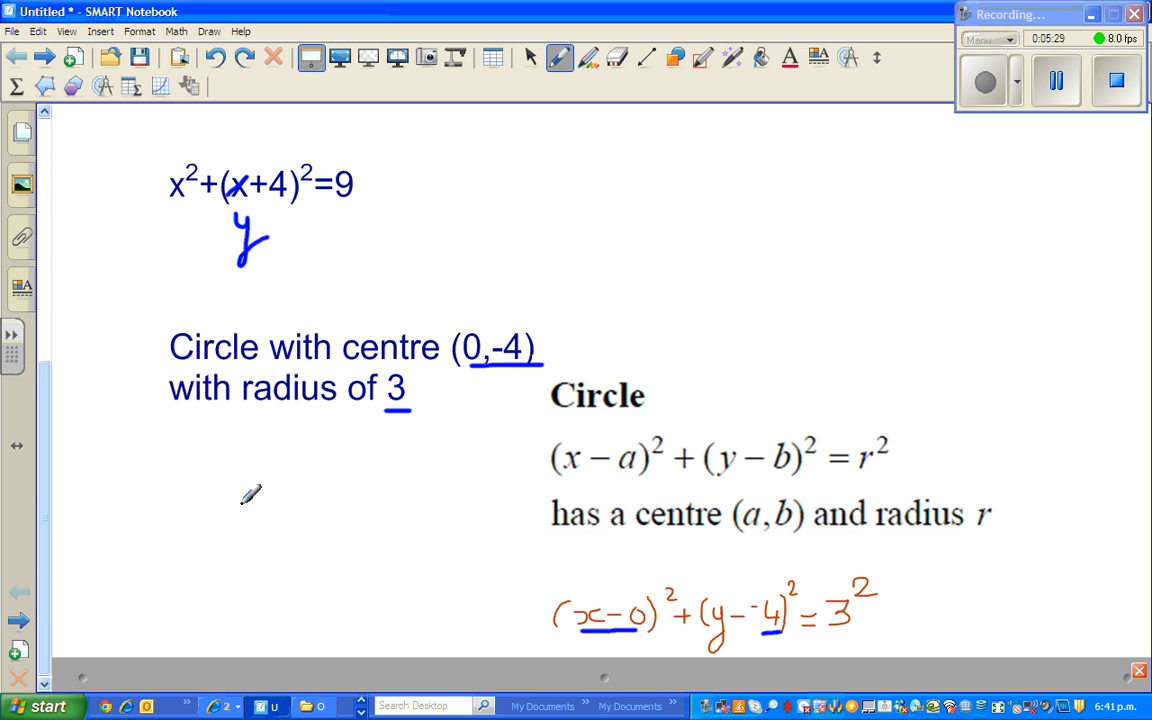 Untitled * - SMART Notebook
File Edit View Insert Format Math Draw Help
Recording...
Menu
0:05:29
8.0 fps
x²+(x+4)²=9
y
Circle with centre (0,-4)
with radius of 3
Circle
(x − a)² + (y − b)² = r²
has a centre (a, b) and radius r
(x-0)²+(y--4)²=3²
start
2
U
O
Search Desktop
My Documents
My Documents
6:41 p.m.